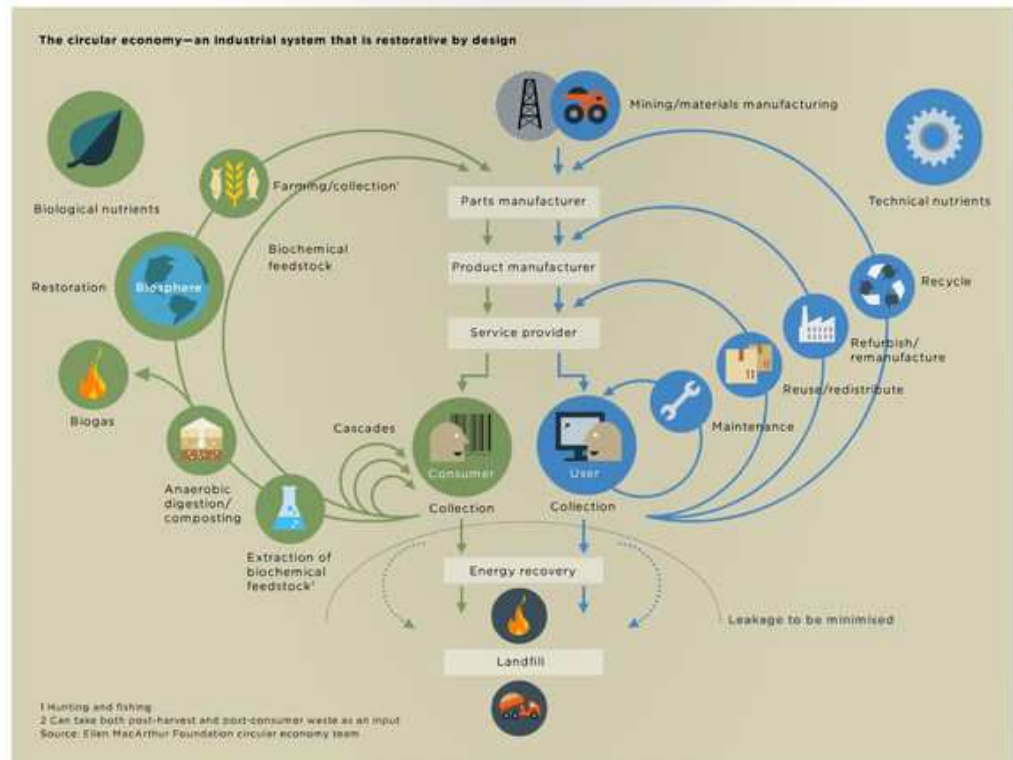 The circular economy—an industrial system that is restorative by design
Mining/materials manufacturing
Biological nutrients
Technical nutrients
Farming/collection¹
Parts manufacturer
Biochemical
feedstock
Product manufacturer
Restoration
Biosphere
Recycle
Service provider
Refurbish/
remanufacture
Reuse/redistribute
Biogas
Maintenance
Cascades
Consumer
User
Anaerobic
digestion/
composting
Collection
Collection
Extraction of
biochemical
feedstock²
Energy recovery
Leakage to be minimised
Landfill
1 Hunting and fishing
2 Can take both post-harvest and post-consumer waste as an input
Source: Ellen MacArthur Foundation circular economy team